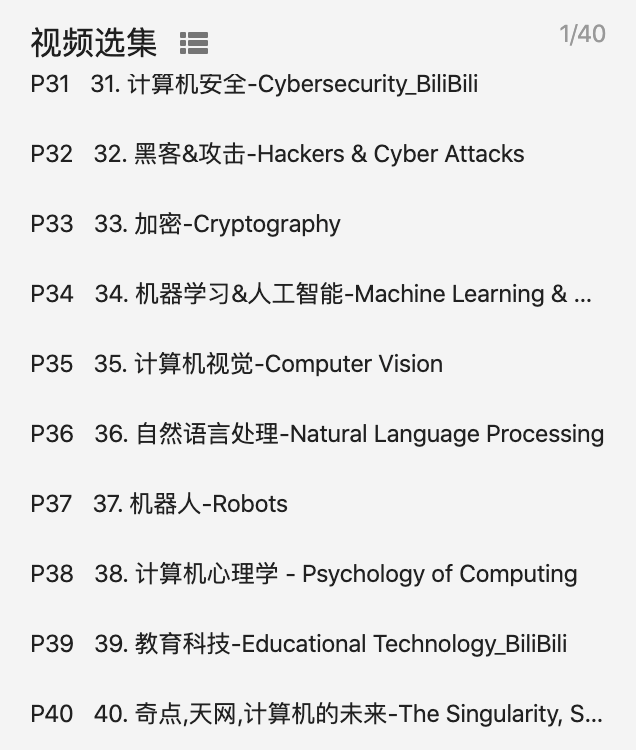 视频选集
1/40
P31 31. 计算机安全-Cybersecurity_BiliBili
P32 32. 黑客&攻击-Hackers & Cyber Attacks
P33 33. 加密-Cryptography
P34 34. 机器学习&人工智能-Machine Learning & ...
P35 35. 计算机视觉-Computer Vision
P36 36. 自然语言处理-Natural Language Processing
P37 37. 机器人-Robots
P38 38. 计算机心理学 - Psychology of Computing
P39 39. 教育科技-Educational Technology_BiliBili
P40 40. 奇点,天网,计算机的未来-The Singularity, S...